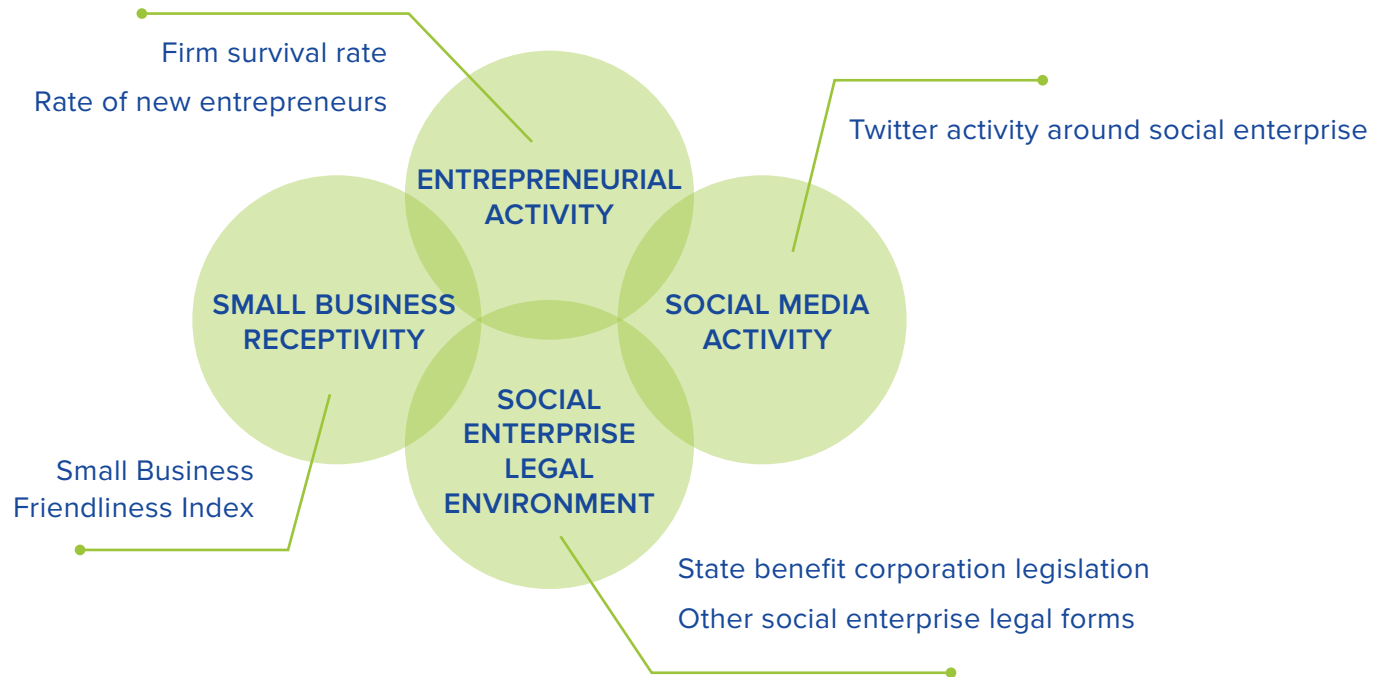 Firm survival rate
Rate of new entrepreneurs
Twitter activity around social enterprise
ENTREPRENEURIAL
ACTIVITY
SMALL BUSINESS
RECEPTIVITY
SOCIAL MEDIA
ACTIVITY
SOCIAL
ENTERPRISE
LEGAL
ENVIRONMENT
Small Business
Friendliness Index
State benefit corporation legislation
Other social enterprise legal forms